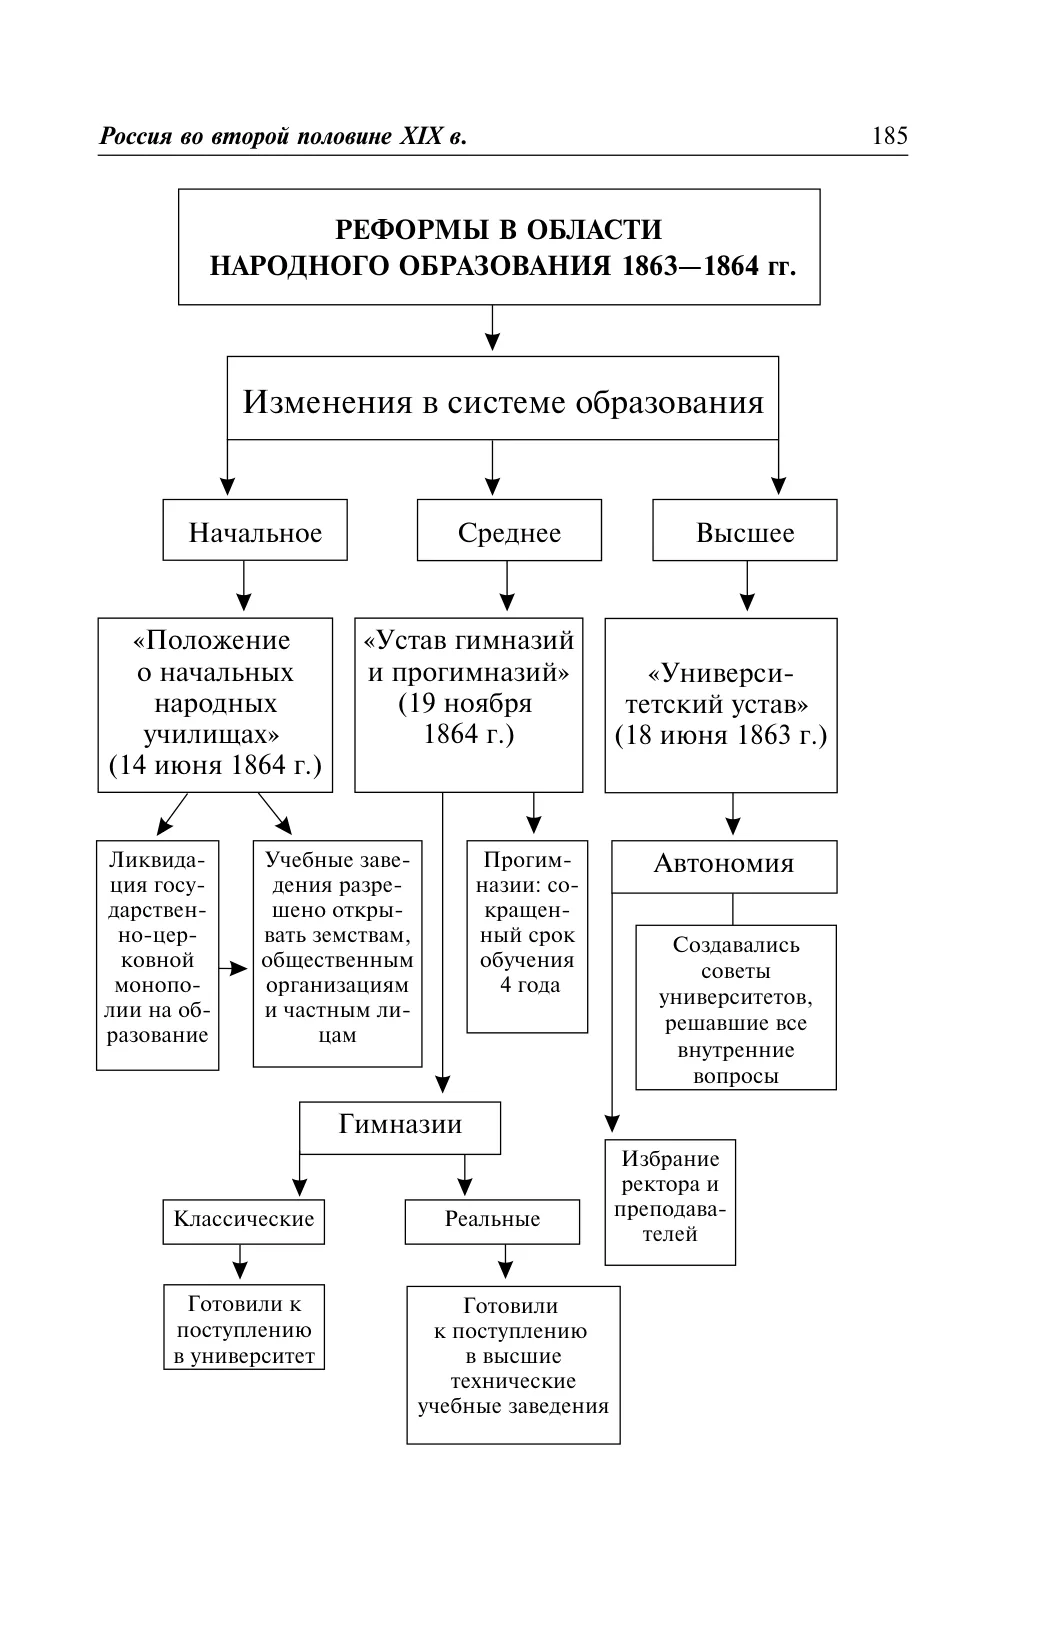 Россия во второй половине XIX в.
185
РЕФОРМЫ В ОБЛАСТИ
НАРОДНОГО ОБРАЗОВАНИЯ 1863—1864 гг.
Изменения в системе образования
Начальное
Среднее
Высшее
«Положение
о начальных
народных
училищах»
(14 июня 1864 г.)
«Устав гимназий
и прогимназий»
(19 ноября
1864 г.)
«Универси-
тетский устав»
(18 июня 1863 г.)
Ликвида-
ция госу-
дарствен-
но-цер-
ковной
монопо-
лии на об-
разование
Учебные заве-
дения разре-
шено откры-
вать земствам,
общественным
организациям
и частным ли-
цам
Прогим-
назии: со-
кращен-
ный срок
обучения
4 года
Автономия
Создавались
советы
университетов,
решавшие все
внутренние
вопросы
Гимназии
Избрание
ректора и
преподава-
телей
Классические
Реальные
Готовили к
поступлению
в университет
Готовили
к поступлению
в высшие
технические
учебные заведения